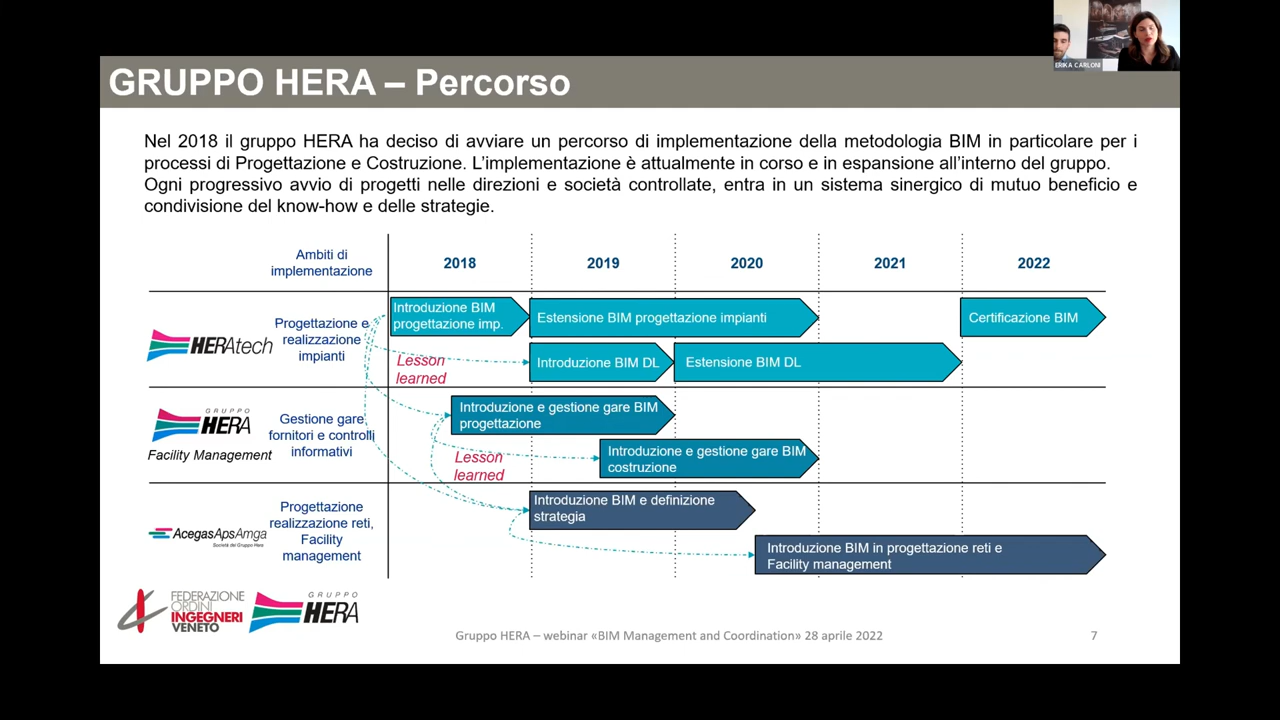 ERIKA CARLONI
GRUPPO HERA – Percorso
Nel 2018 il gruppo HERA ha deciso di avviare un percorso di implementazione della metodologia BIM in particolare per i
processi di Progettazione e Costruzione. L’implementazione è attualmente in corso e in espansione all’interno del gruppo.
Ogni progressivo avvio di progetti nelle direzioni e società controllate, entra in un sistema sinergico di mutuo beneficio e
condivisione del know-how e delle strategie.
Ambiti di
implementazione
2018
2019
2020
2021
2022
HERAtech
Progettazione e
realizzazione
impianti
Introduzione BIM
progettazione imp.
Estensione BIM progettazione impianti
Certificazione BIM
Lesson
learned
Introduzione BIM DL
Estensione BIM DL
GRUPPO
HERA
Facility Management
Gestione gare
fornitori e controlli
informativi
Introduzione e gestione gare BIM
progettazione
Lesson
learned
Introduzione e gestione gare BIM
costruzione
AcegasApsAmga
Società del Gruppo Hera
Progettazione
realizzazione reti,
Facility
management
Introduzione BIM e definizione
strategia
Introduzione BIM in progettazione reti e
Facility management
FEDERAZIONE
ORDINI
INGEGNERI
VENETO
GRUPPO
HERA
Gruppo HERA – webinar «BIM Management and Coordination» 28 aprile 2022
7